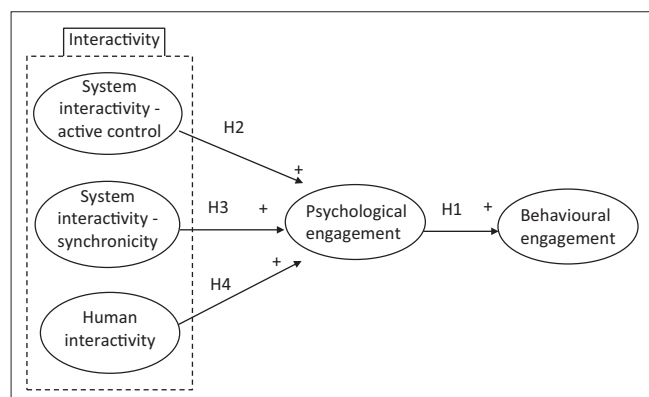 Interactivity
System
interactivity -
active control
H2
+
System
interactivity -
synchronicity
H3
+
Psychological
engagement
H1
+
Behavioural
engagement
+
H4
Human
interactivity